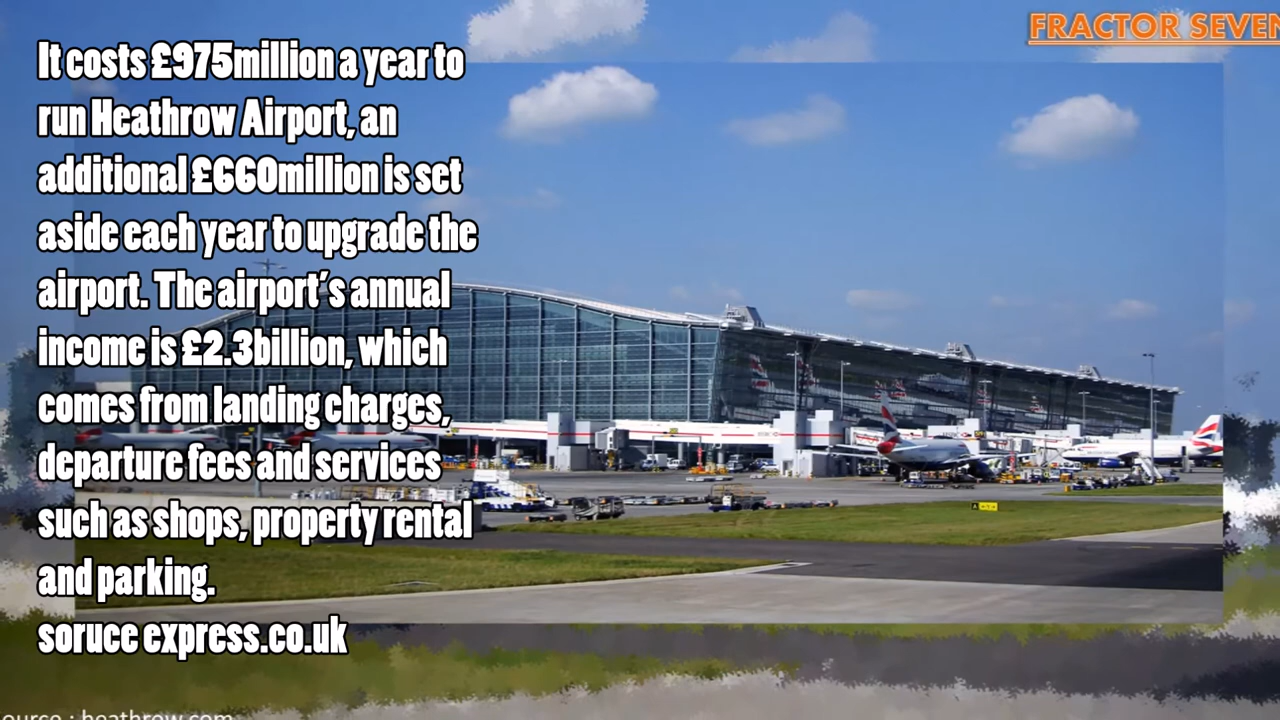 FRACTOR SEVEN
It costs £975million a year to
run Heathrow Airport, an
additional £660million is set
aside each year to upgrade the
airport. The airport's annual
income is £2.3billion, which
comes from landing charges,
departure fees and services
such as shops, property rental
and parking.
soruce express.co.uk
ource : heathrow.com